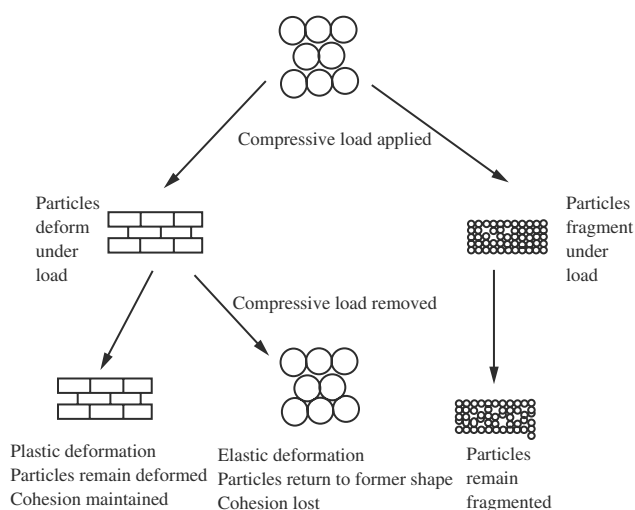 Compressive load applied
Particles
deform
under
load
Particles
fragment
under
load
Compressive load removed
Plastic deformation
Particles remain deformed
Cohesion maintained
Elastic deformation
Particles return to former shape
Cohesion lost
Particles
remain
fragmented